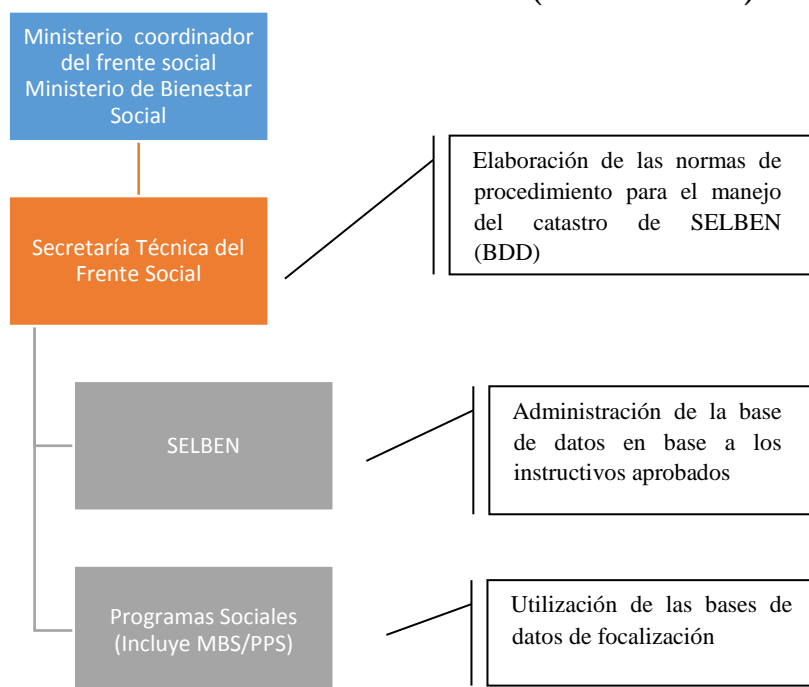 Ministerio coordinador
del frente social
Ministerio de Bienestar
Social
Elaboración de las normas de
procedimiento para el manejo
del catastro de SELBEN
(BDD)
Secretaría Técnica del
Frente Social
SELBEN
Administración de la base
de datos en base a los
instructivos aprobados
Programas Sociales
(Incluye MBS/PPS)
Utilización de las bases de
datos de focalización